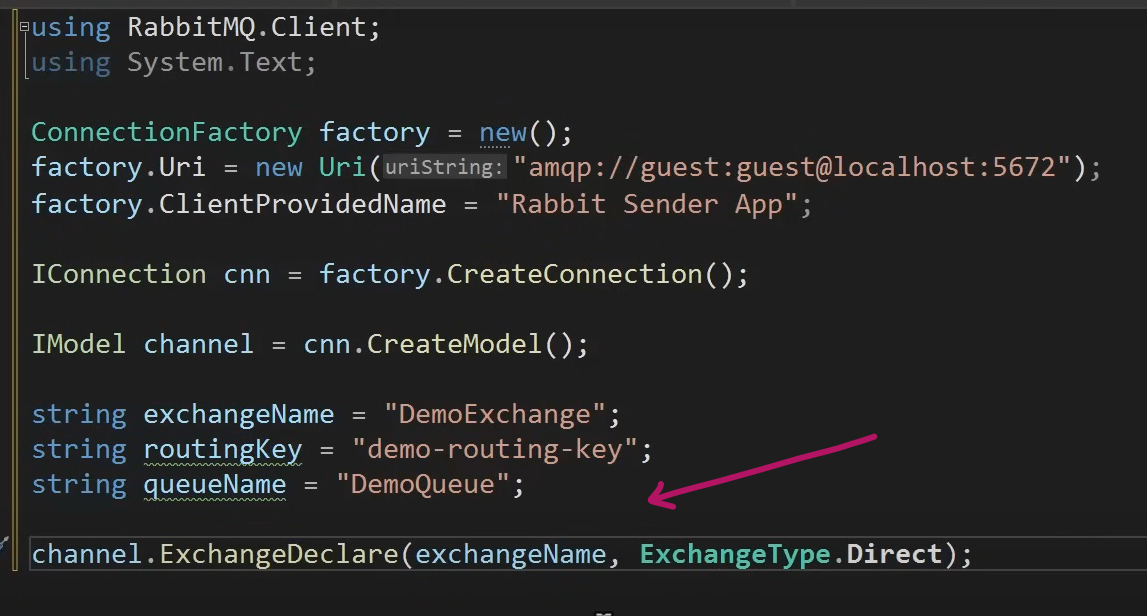 using RabbitMQ.Client;
using System.Text;
ConnectionFactory factory = new();
factory.Uri = new Uri(uriString: "amqp://guest:guest@localhost:5672");
factory.ClientProvidedName = "Rabbit Sender App";
IConnection cnn = factory.CreateConnection();
IModel channel = cnn.CreateModel();
string exchangeName = "DemoExchange";
string routingKey = "demo-routing-key";
string queueName = "DemoQueue";
channel.ExchangeDeclare(exchangeName, ExchangeType.Direct);